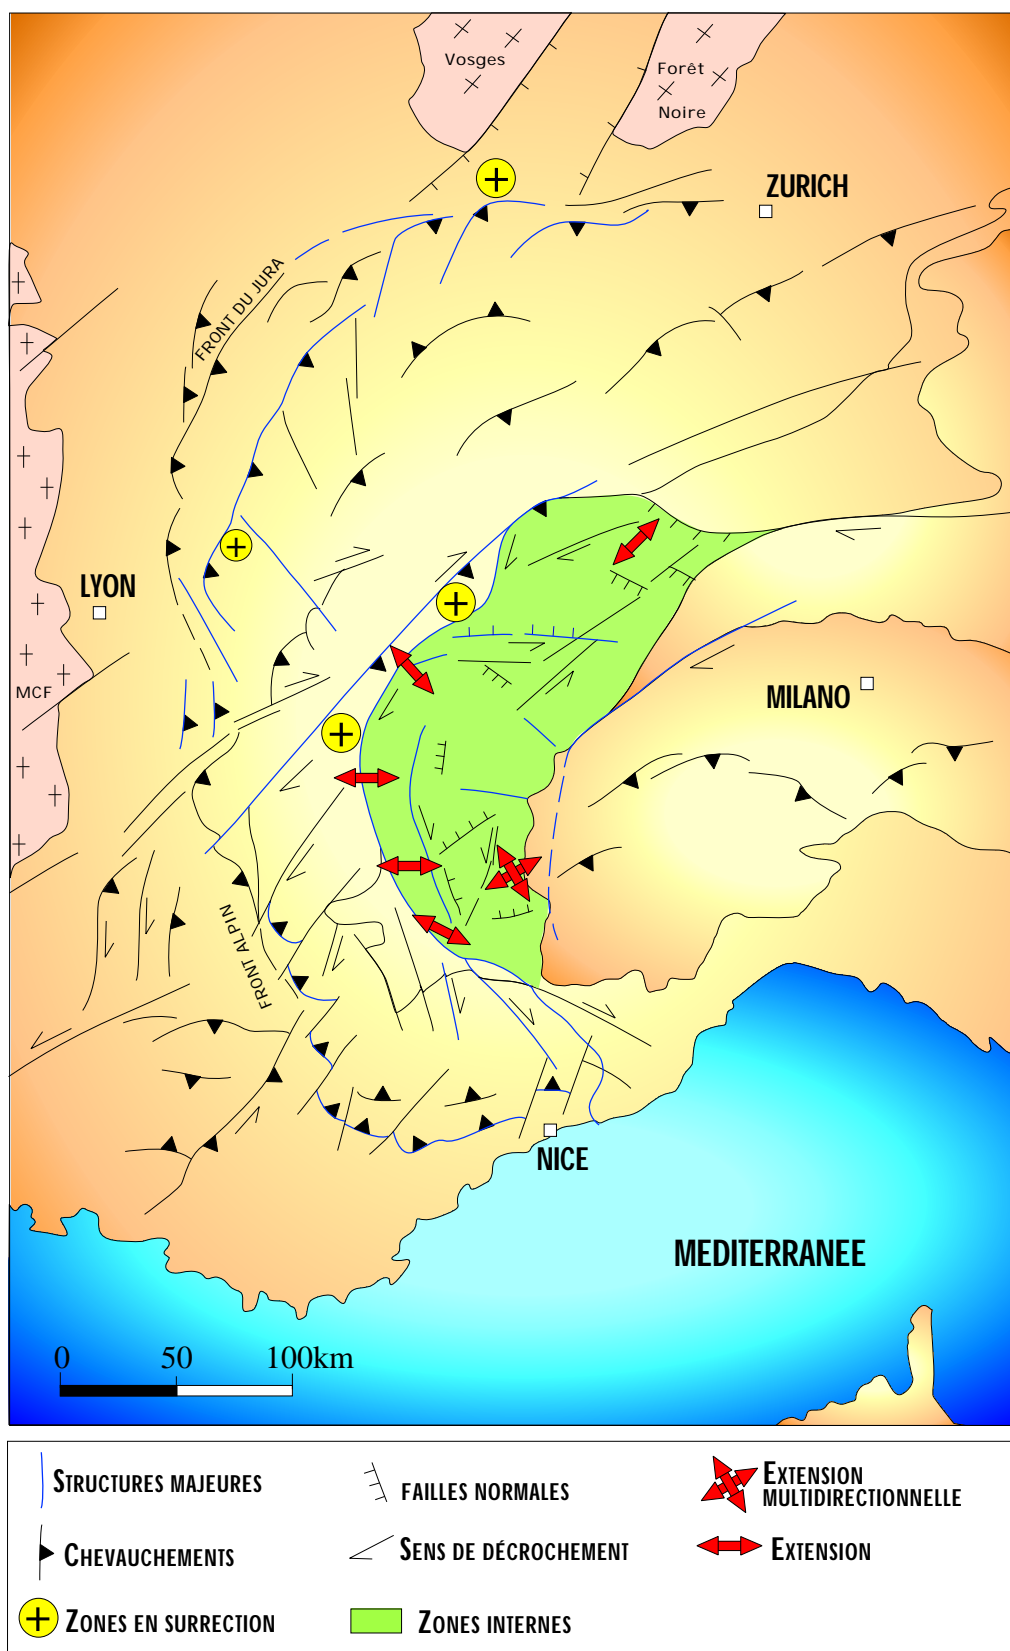 Vosges
Forêt
Noire
ZURICH
FRONT DU JURA
LYON
MCF
MILANO
FRONT ALPIN
NICE
MEDITERRANEE
0 50 100km
STRUCTURES MAJEURES
FAILLES NORMALES
EXTENSION
MULTIDIRECTIONNELLE
CHEVAUCHEMENTS
SENS DE DÉCROCHEMENT
EXTENSION
ZONES EN SURRECTION
ZONES INTERNES